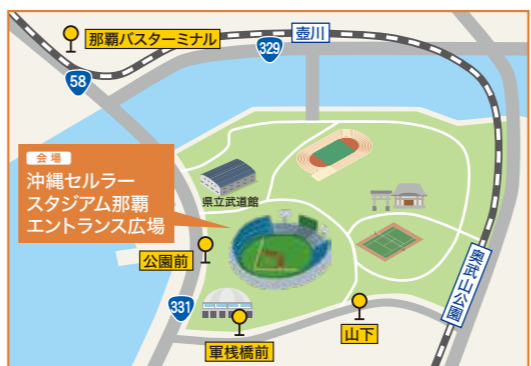 那覇バスターミナル
壺川
329
58
会場
沖縄セルラー
スタジアム那覇
エントランス広場
県立武道館
公園前
奥武山公園
331
山下
軍桟橋前